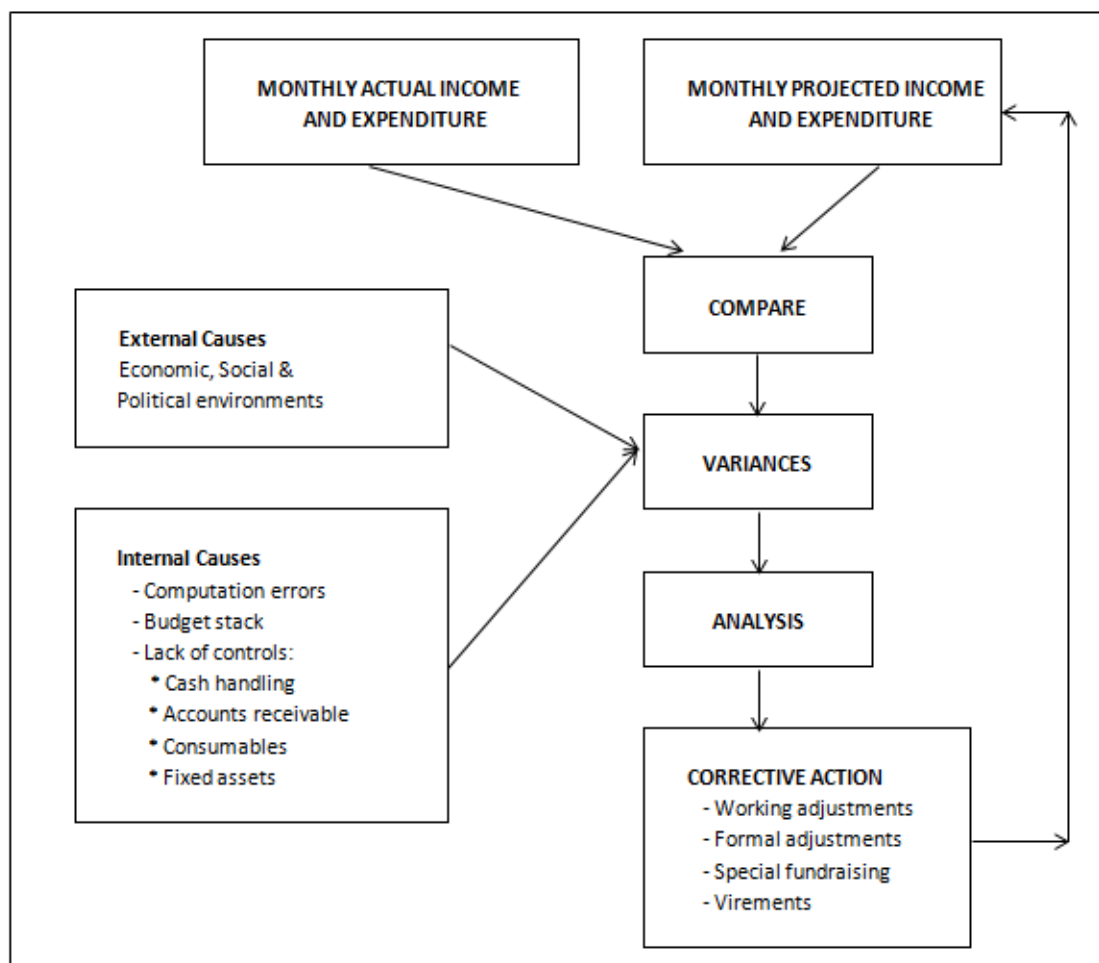 MONTHLY ACTUAL INCOME
AND EXPENDITURE
MONTHLY PROJECTED INCOME
AND EXPENDITURE
COMPARE
External Causes
Economic, Social &
Political environments
VARIANCES
Internal Causes
- Computation errors
- Budget stack
- Lack of controls:
* Cash handling
* Accounts receivable
* Consumables
* Fixed assets
ANALYSIS
CORRECTIVE ACTION
- Working adjustments
- Formal adjustments
- Special fundraising
- Virements